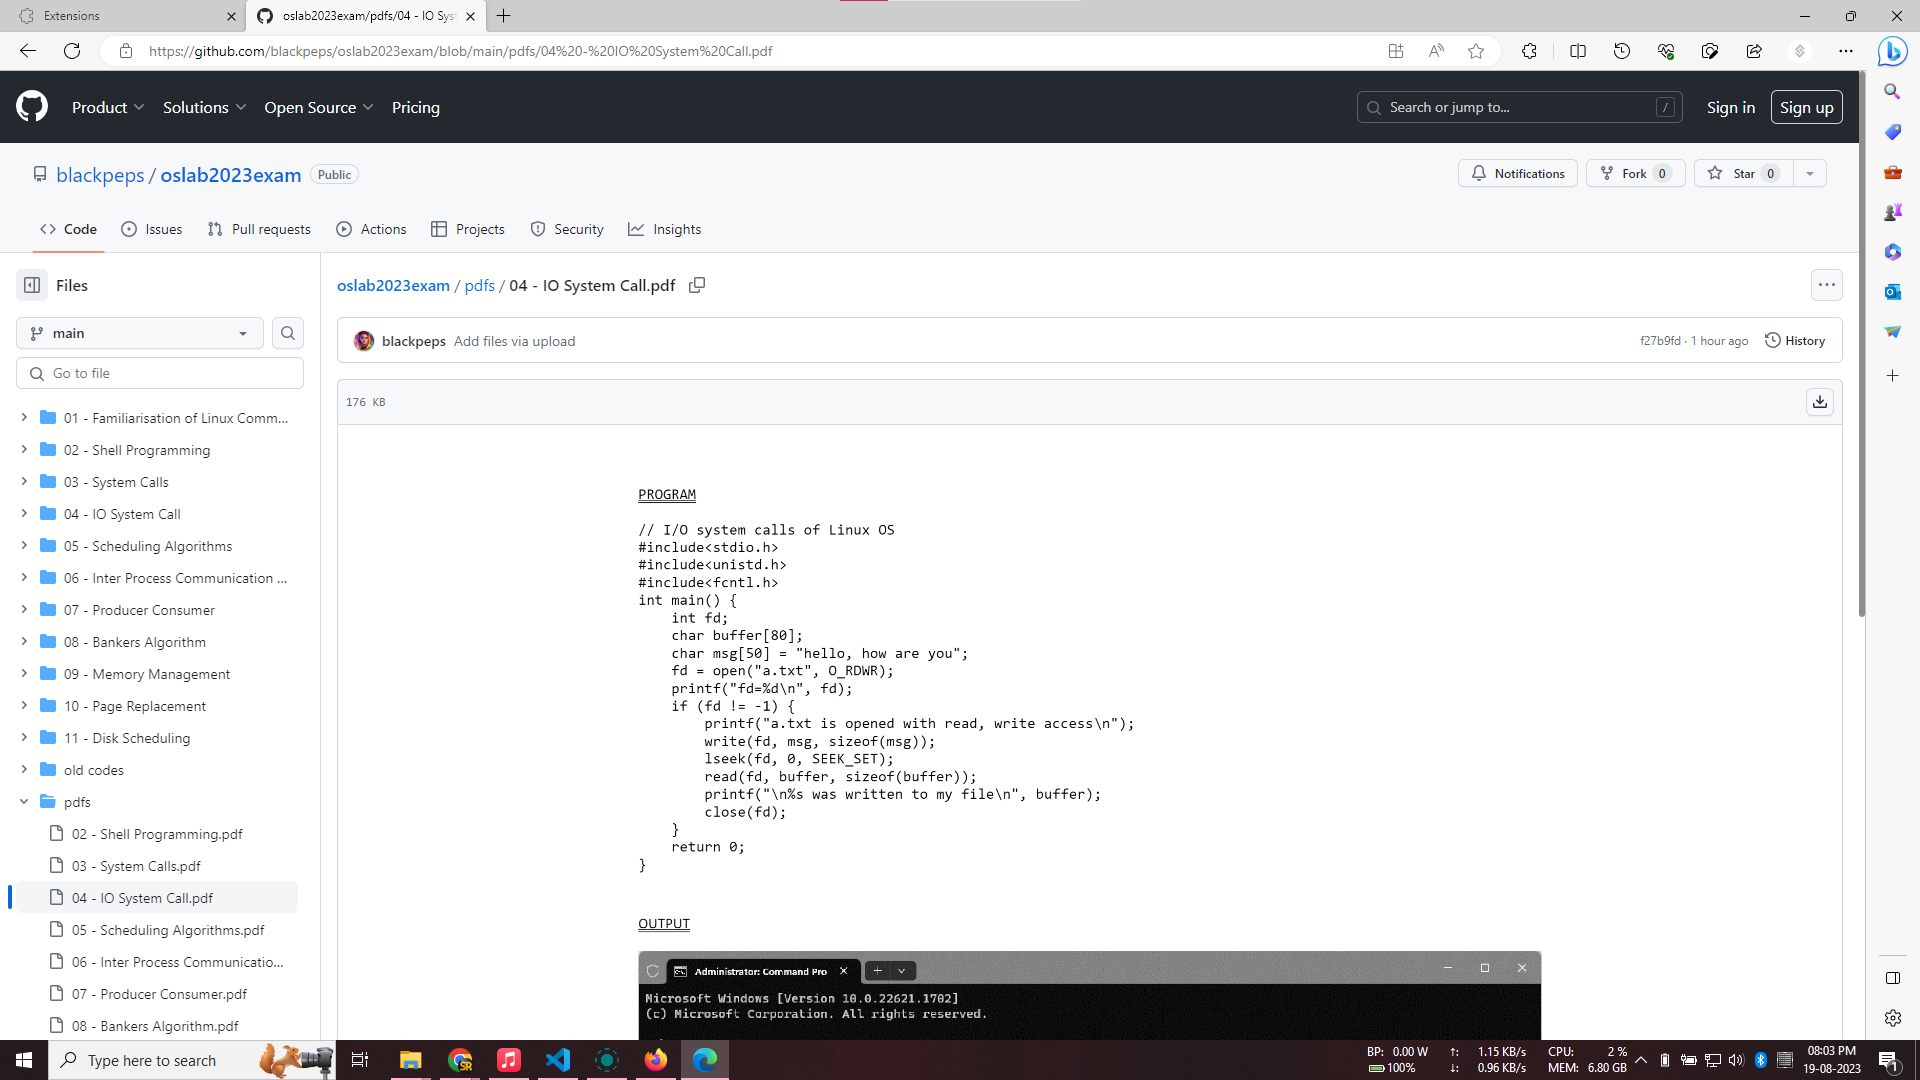 Extensions
oslab2023exam/pdfs/04 - IO Syst
https://github.com/blackpeps/oslab2023exam/blob/main/pdfs/04%20-%20IO%20System%20Call.pdf
Product
Solutions
Open Source
Pricing
Search or jump to...
/
Sign in
Sign up
blackpeps / oslab2023exam
Public
Notifications
Fork 0
Star 0
Code
Issues
Pull requests
Actions
Projects
Security
Insights
Files
main
Go to file
01 - Familiarisation of Linux Comm...
02 - Shell Programming
03 - System Calls
04 - IO System Call
05 - Scheduling Algorithms
06 - Inter Process Communication ...
07 - Producer Consumer
08 - Bankers Algorithm
09 - Memory Management
10 - Page Replacement
11 - Disk Scheduling
old codes
pdfs
02 - Shell Programming.pdf
03 - System Calls.pdf
04 - IO System Call.pdf
05 - Scheduling Algorithms.pdf
06 - Inter Process Communicatio...
07 - Producer Consumer.pdf
08 - Bankers Algorithm.pdf
oslab2023exam / pdfs / 04 - IO System Call.pdf
blackpeps Add files via upload
f27b9fd · 1 hour ago
History
176 KB
PROGRAM
// I/O system calls of Linux OS
#include<stdio.h>
#include<unistd.h>
#include<fcntl.h>
int main() {
int fd;
char buffer[80];
char msg[50] = "hello, how are you";
fd = open("a.txt", O_RDWR);
printf("fd=%d\n", fd);
if (fd != -1) {
printf("a.txt is opened with read, write access\n");
write(fd, msg, sizeof(msg));
lseek(fd, 0, SEEK_SET);
read(fd, buffer, sizeof(buffer));
printf("\n%s was written to my file\n", buffer);
close(fd);
}
return 0;
}
OUTPUT
Administrator: Command Pro
Microsoft Windows [Version 10.0.22621.1702]
(c) Microsoft Corporation. All rights reserved.
Type here to search
BP: 0.00 W
100%
↑: 1.15 KB/s
↓: 0.96 KB/s
CPU: 2 %
MEM: 6.80 GB
08:03 PM
19-08-2023
1